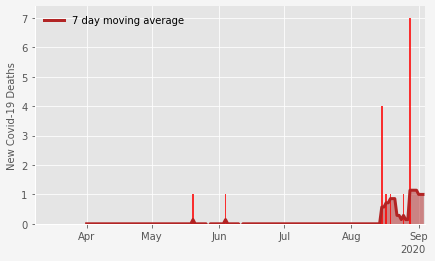 7 day moving average
New Covid-19 Deaths
7
6
5
4
3
2
1
0
Apr
May
Jun
Jul
Aug
Sep
2020